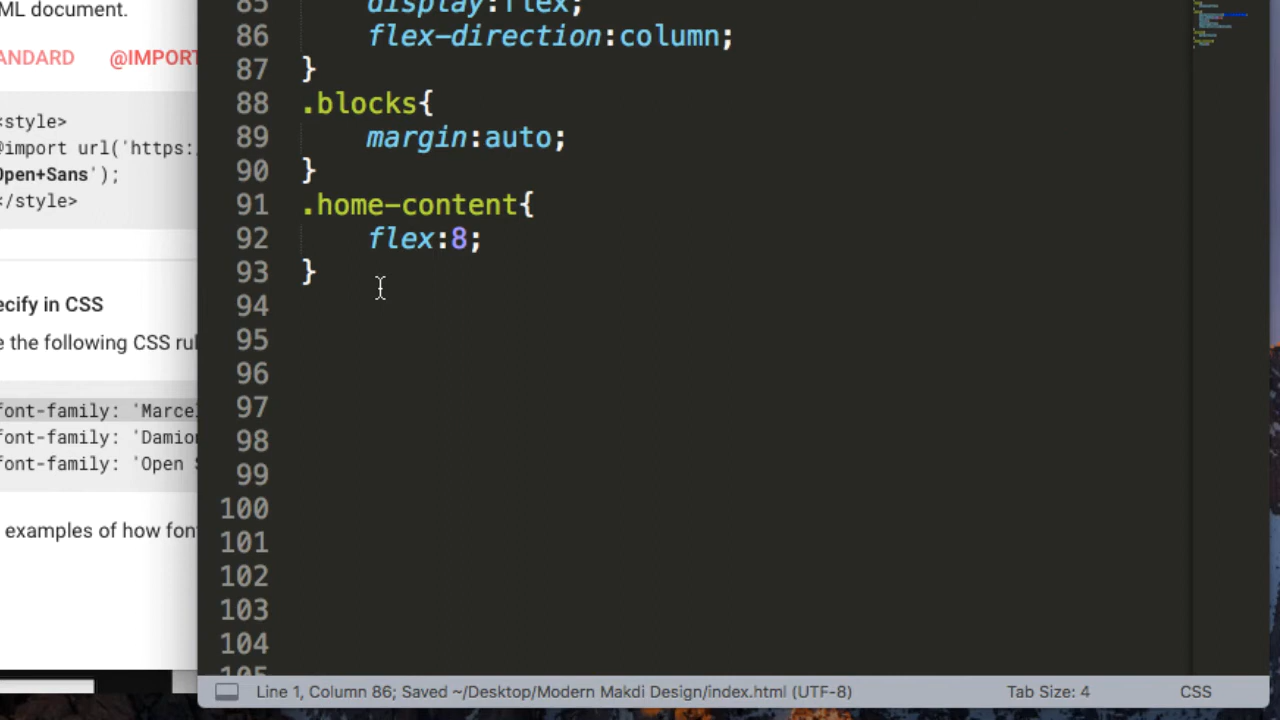 ML document.
ANDARD @IMPORT
<style>
@import url('https:
Open+Sans');
</style>
ecify in CSS
e the following CSS rul
font-family: 'Marce
font-family: 'Damio
font-family: 'Open
examples of how fon
85 display:flex;
86 flex-direction:column;
87 }
88 .blocks{
89 margin:auto;
90 }
91 .home-content{
92 flex:8;
93 }
94
95
96
97
98
99
100
101
102
103
104
105
Line 1, Column 86; Saved ~/Desktop/Modern Makdi Design/index.html (UTF-8) Tab Size: 4 CSS